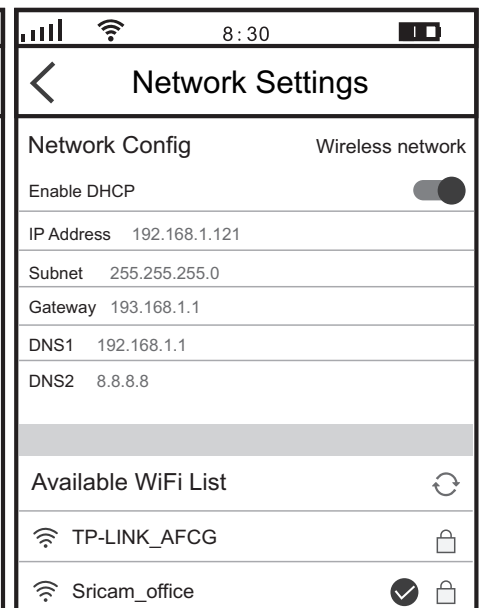 8:30
Network Settings
Network Config Wireless network
Enable DHCP
IP Address 192.168.1.121
Subnet 255.255.255.0
Gateway 193.168.1.1
DNS1 192.168.1.1
DNS2 8.8.8.8
Available WiFi List
TP-LINK_AFCG
Sricam_office